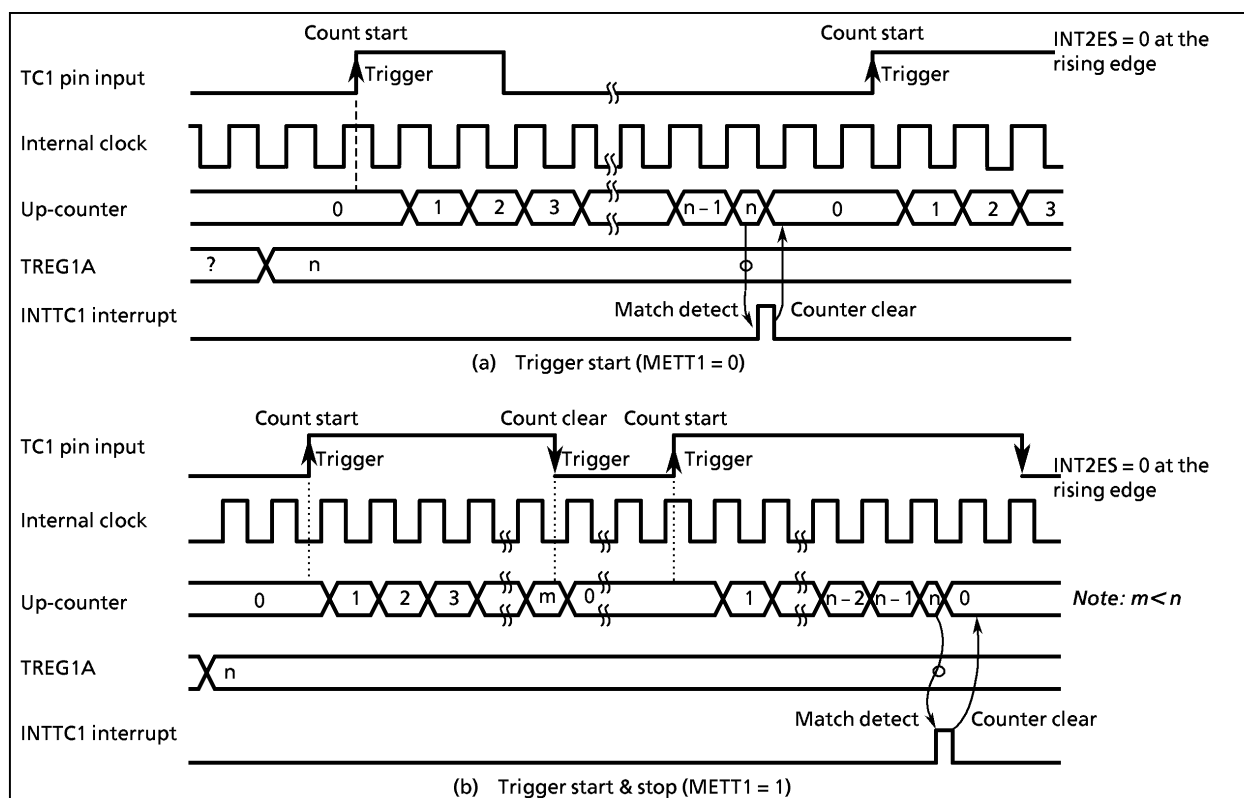 Count start
Count start
INT2ES = 0 at the
rising edge
TC1 pin input
Trigger
Trigger
Internal clock
Up-counter
0
1
2
3
n – 1
n
0
1
2
3
TREG1A
?
n
INTTC1 interrupt
Match detect
Counter clear
(a) Trigger start (METT1 = 0)
Count start
Count clear
Count start
TC1 pin input
Trigger
Trigger
Trigger
INT2ES = 0 at the
rising edge
Internal clock
Up-counter
0
1
2
3
m
0
1
n – 2
n – 1
n
0
Note: m < n
TREG1A
n
INTTC1 interrupt
Match detect
Counter clear
(b) Trigger start & stop (METT1 = 1)